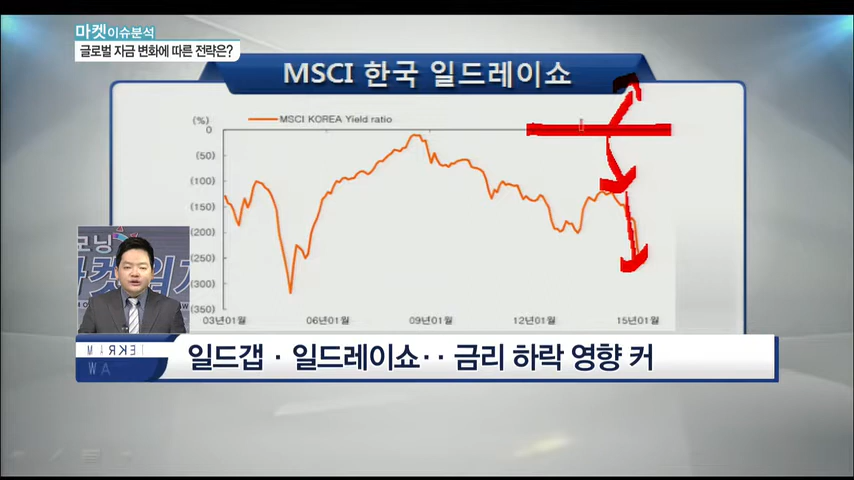 마켓이슈분석
글로벌 자금 변화에 따른 전략은?
MSCI 한국 일드레이쇼
(%)
MSCI KOREA Yield ratio
0
(50)
(100)
(150)
(200)
(250)
(300)
(350)
03년01월
06년01월
09년01월
12년01월
15년01월
모닝
일드갭 · 일드레이쇼‥ 금리 하락 영향 커